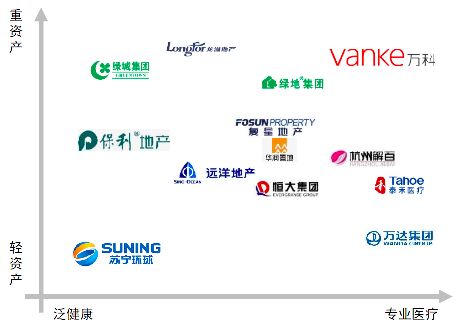 重资产
Longfor 龙湖地产
vanke 万科
绿城集团
GREENTOWN
绿地集团
FOSUN PROPERTY
复星地产
保利®地产
华润置地
杭州解百
SINO-OCEAN 远洋地产
恒大集团
EVERGRANDE GROUP
Tahoe
泰禾医疗
万达集团
WANDA GROUP
SUNING
苏宁环球
轻资产
泛健康
专业医疗